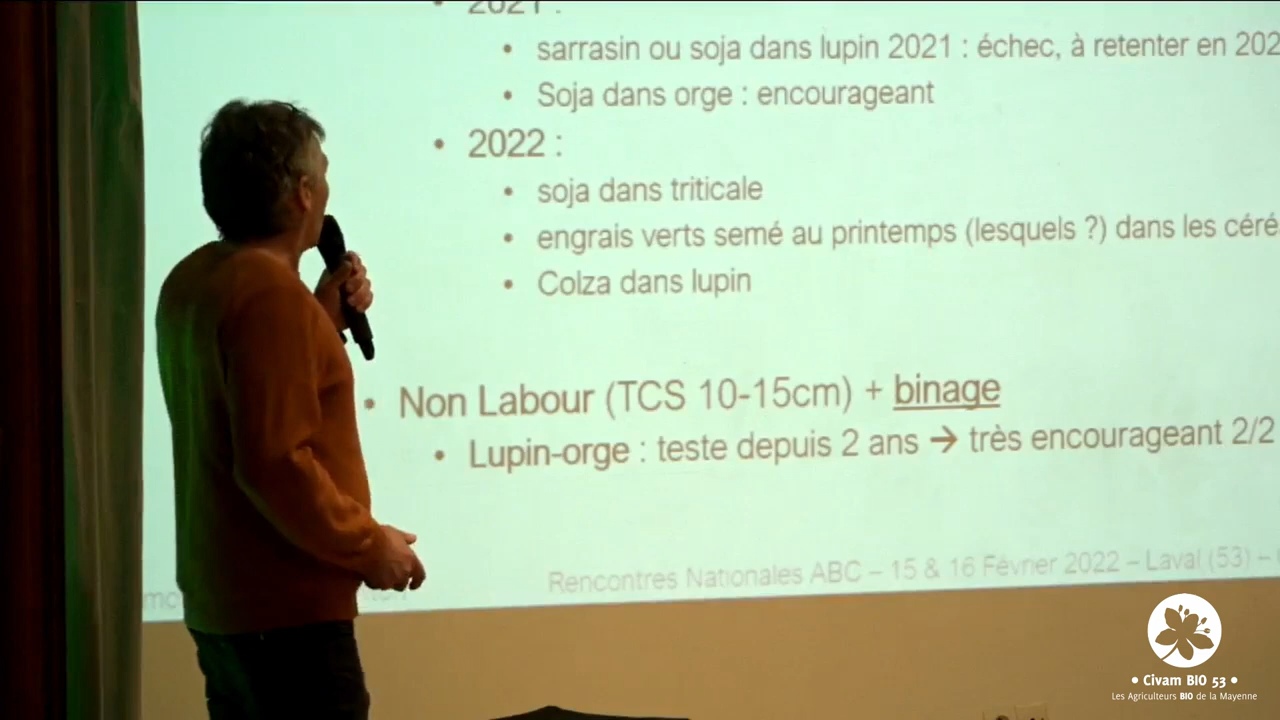 2021 :
sarrasin ou soja dans lupin 2021 : échec, à retenter en 202
Soja dans orge : encourageant
2022 :
soja dans triticale
engrais verts semé au printemps (lesquels ?) dans les céré
Colza dans lupin
Non Labour (TCS 10-15cm) + binage
Lupin-orge : teste depuis 2 ans → très encourageant 2/2
Rencontres Nationales ABC – 15 & 16 Février 2022 – Laval (53) –
• Civam BIO 53 •
Les Agriculteurs BIO de la Mayenne